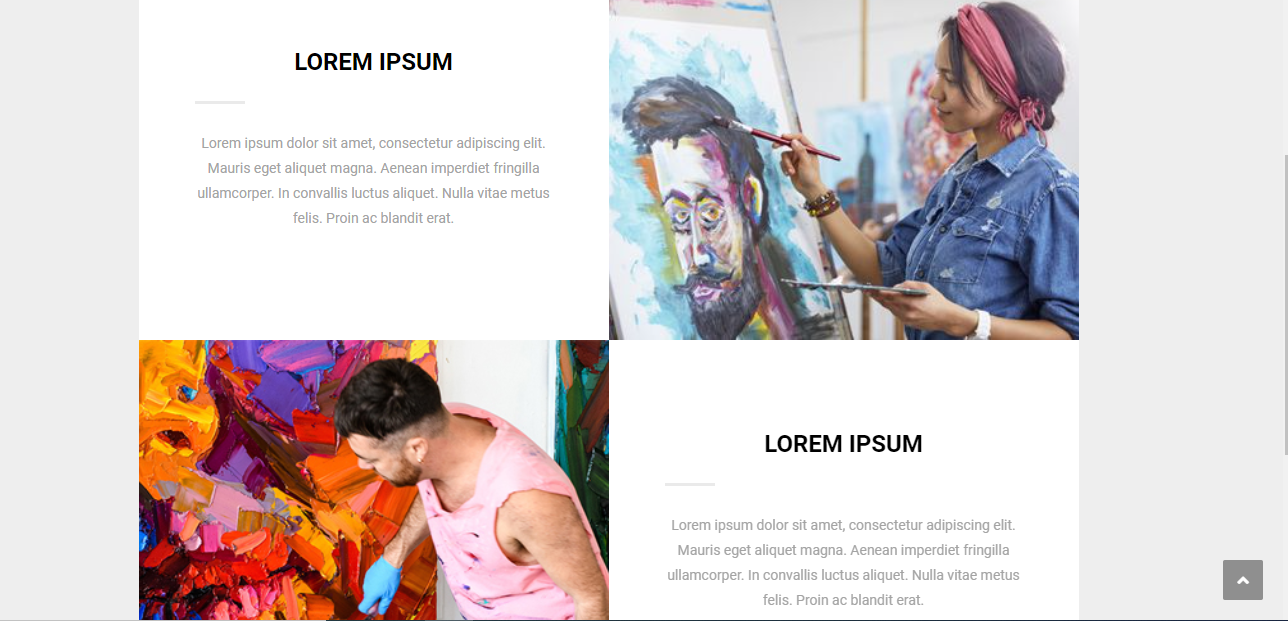 LOREM IPSUM
Lorem ipsum dolor sit amet, consectetur adipiscing elit.
Mauris eget aliquet magna. Aenean imperdiet fringilla
ullamcorper. In convallis luctus aliquet. Nulla vitae metus
felis. Proin ac blandit erat.
LOREM IPSUM
Lorem ipsum dolor sit amet, consectetur adipiscing elit.
Mauris eget aliquet magna. Aenean imperdiet fringilla
ullamcorper. In convallis luctus aliquet. Nulla vitae metus
felis. Proin ac blandit erat.